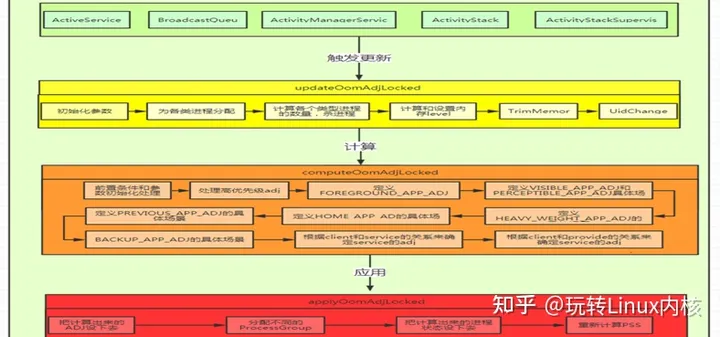 ActiveService BroadcastQueu ActivityManagerServic ActivityStack ActivityStackSupervis
触发更新
updateOomAdjLocked
初始化参数 为各类进程分配 计算各个类型进程的数量，杀进程 计算和设置内存level TrimMemor UidChange
计算
computeOomAdjLocked
前置条件和参数初始化处理 处理高优先级adj 定义FOREGROUND_APP_ADJ 定义VISIBLE_APP_ADJ和PERCEPTIBLE_APP_ADJ具体场
定义PREVIOUS_APP_ADJ的具体场景 定义HOME_APP_AD的具体场 定义HEAVY_WEIGHT_APP_ADJ的
BACKUP_APP_ADJ的具体场景 根据client和service的关系来确定service的adj 根据client和provide的关系来确定service的adj
应用
applyOomAdjLocked
把计算出来的ADJ设下去 分配不同的ProcessGroup 把计算出来的进程状态设下去 重新计算PSS
知乎 @玩转Linux内核